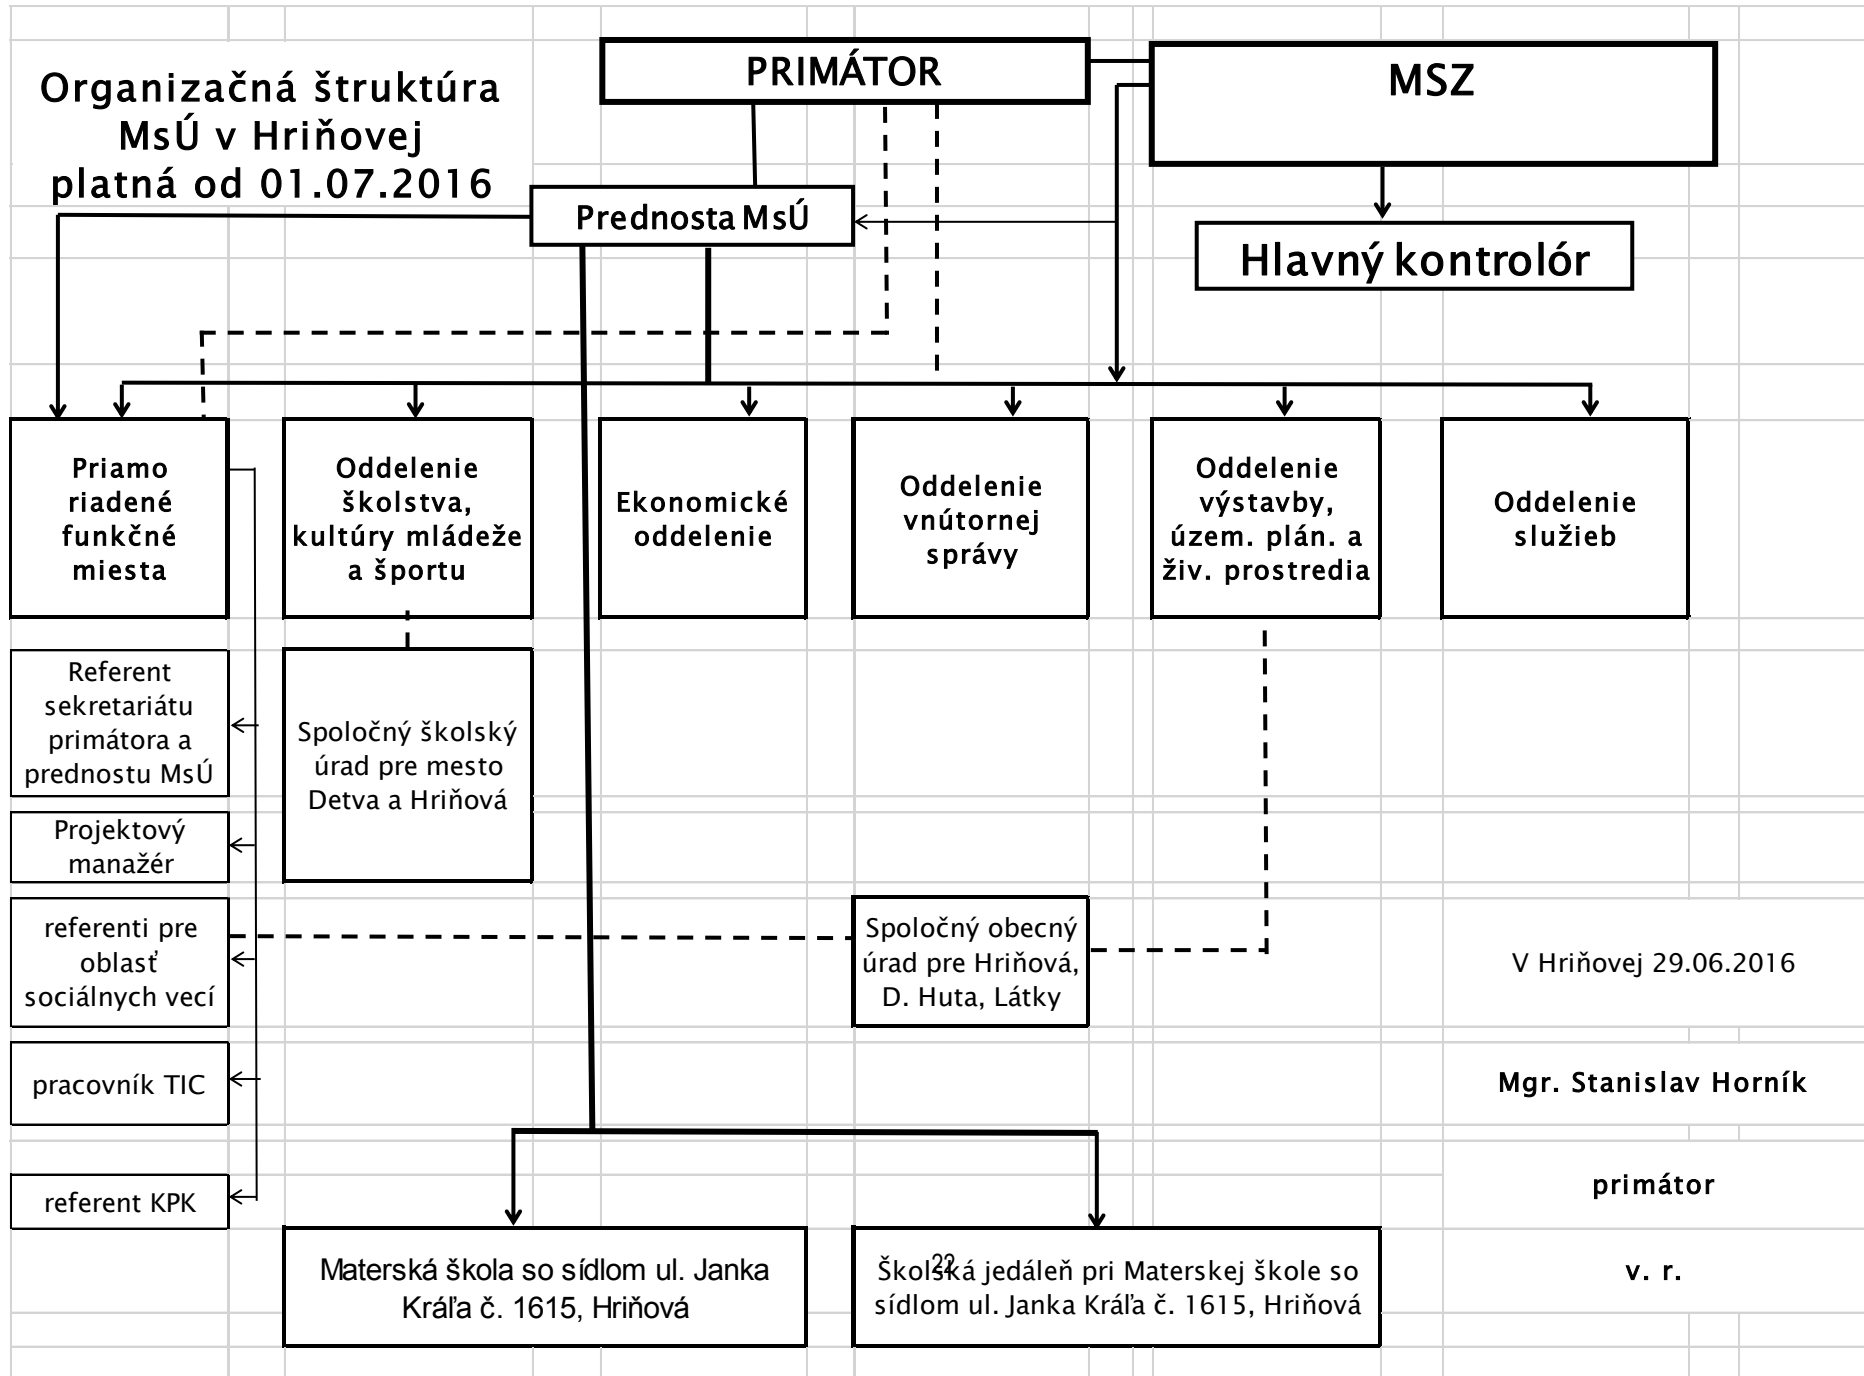 Organizačná štruktúra
MsÚ v Hriňovej
platná od 01.07.2016
PRIMÁTOR
MSZ
Prednosta MsÚ
Hlavný kontrolór
Priamo
riadené
funkčné
miesta
Oddelenie
školstva,
kultúry mládeže
a športu
Ekonomické
oddelenie
Oddelenie
vnútornej
správy
Oddelenie
výstavby,
územ. plán. a
živ. prostredia
Oddelenie
služieb
Referent
sekretariátu
primátora a
prednostu MsÚ
Spoločný školský
úrad pre mesto
Detva a Hriňová
Projektový
manažér
referenti pre
oblasť
sociálnych vecí
Spoločný obecný
úrad pre Hriňová,
D. Huta, Látky
V Hriňovej 29.06.2016
pracovník TIC
Mgr. Stanislav Horník
referent KPK
primátor
Materská škola so sídlom ul. Janka
Kráľa č. 1615, Hriňová
Školská jedáleň pri Materskej škole so
sídlom ul. Janka Kráľa č. 1615, Hriňová
22
v. r.